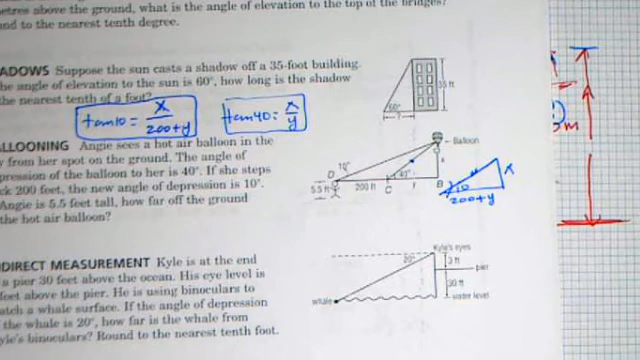 metres above the ground, what is the angle of elevation to the top of the bridges?
nd to the nearest tenth degree.
ADOWS Suppose the sun casts a shadow off a 35-foot building.
he angle of elevation to the sun is 60°, how long is the shadow
the nearest tenth of a foot?
60°
?
35 ft
tan10 = x/200+y
tan40 = x/y
ALLOONING Angie sees a hot air balloon in the
y from her spot on the ground. The angle of
pression of the balloon to her is 40°. If she steps
ck 200 feet, the new angle of depression is 10°.
Angie is 5.5 feet tall, how far off the ground
the hot air balloon?
Balloon
D
10°
40°
x
5.5 ft
200 ft
C
B
10
x
200+y
m
NDIRECT MEASUREMENT Kyle is at the end
a pier 30 feet above the ocean. His eye level is
feet above the pier. He is using binoculars to
atch a whale surface. If the angle of depression
the whale is 20°, how far is the whale from
yle's binoculars? Round to the nearest tenth foot.
Kyle's eyes
20°
3 ft
pier
30 ft
whale
water level